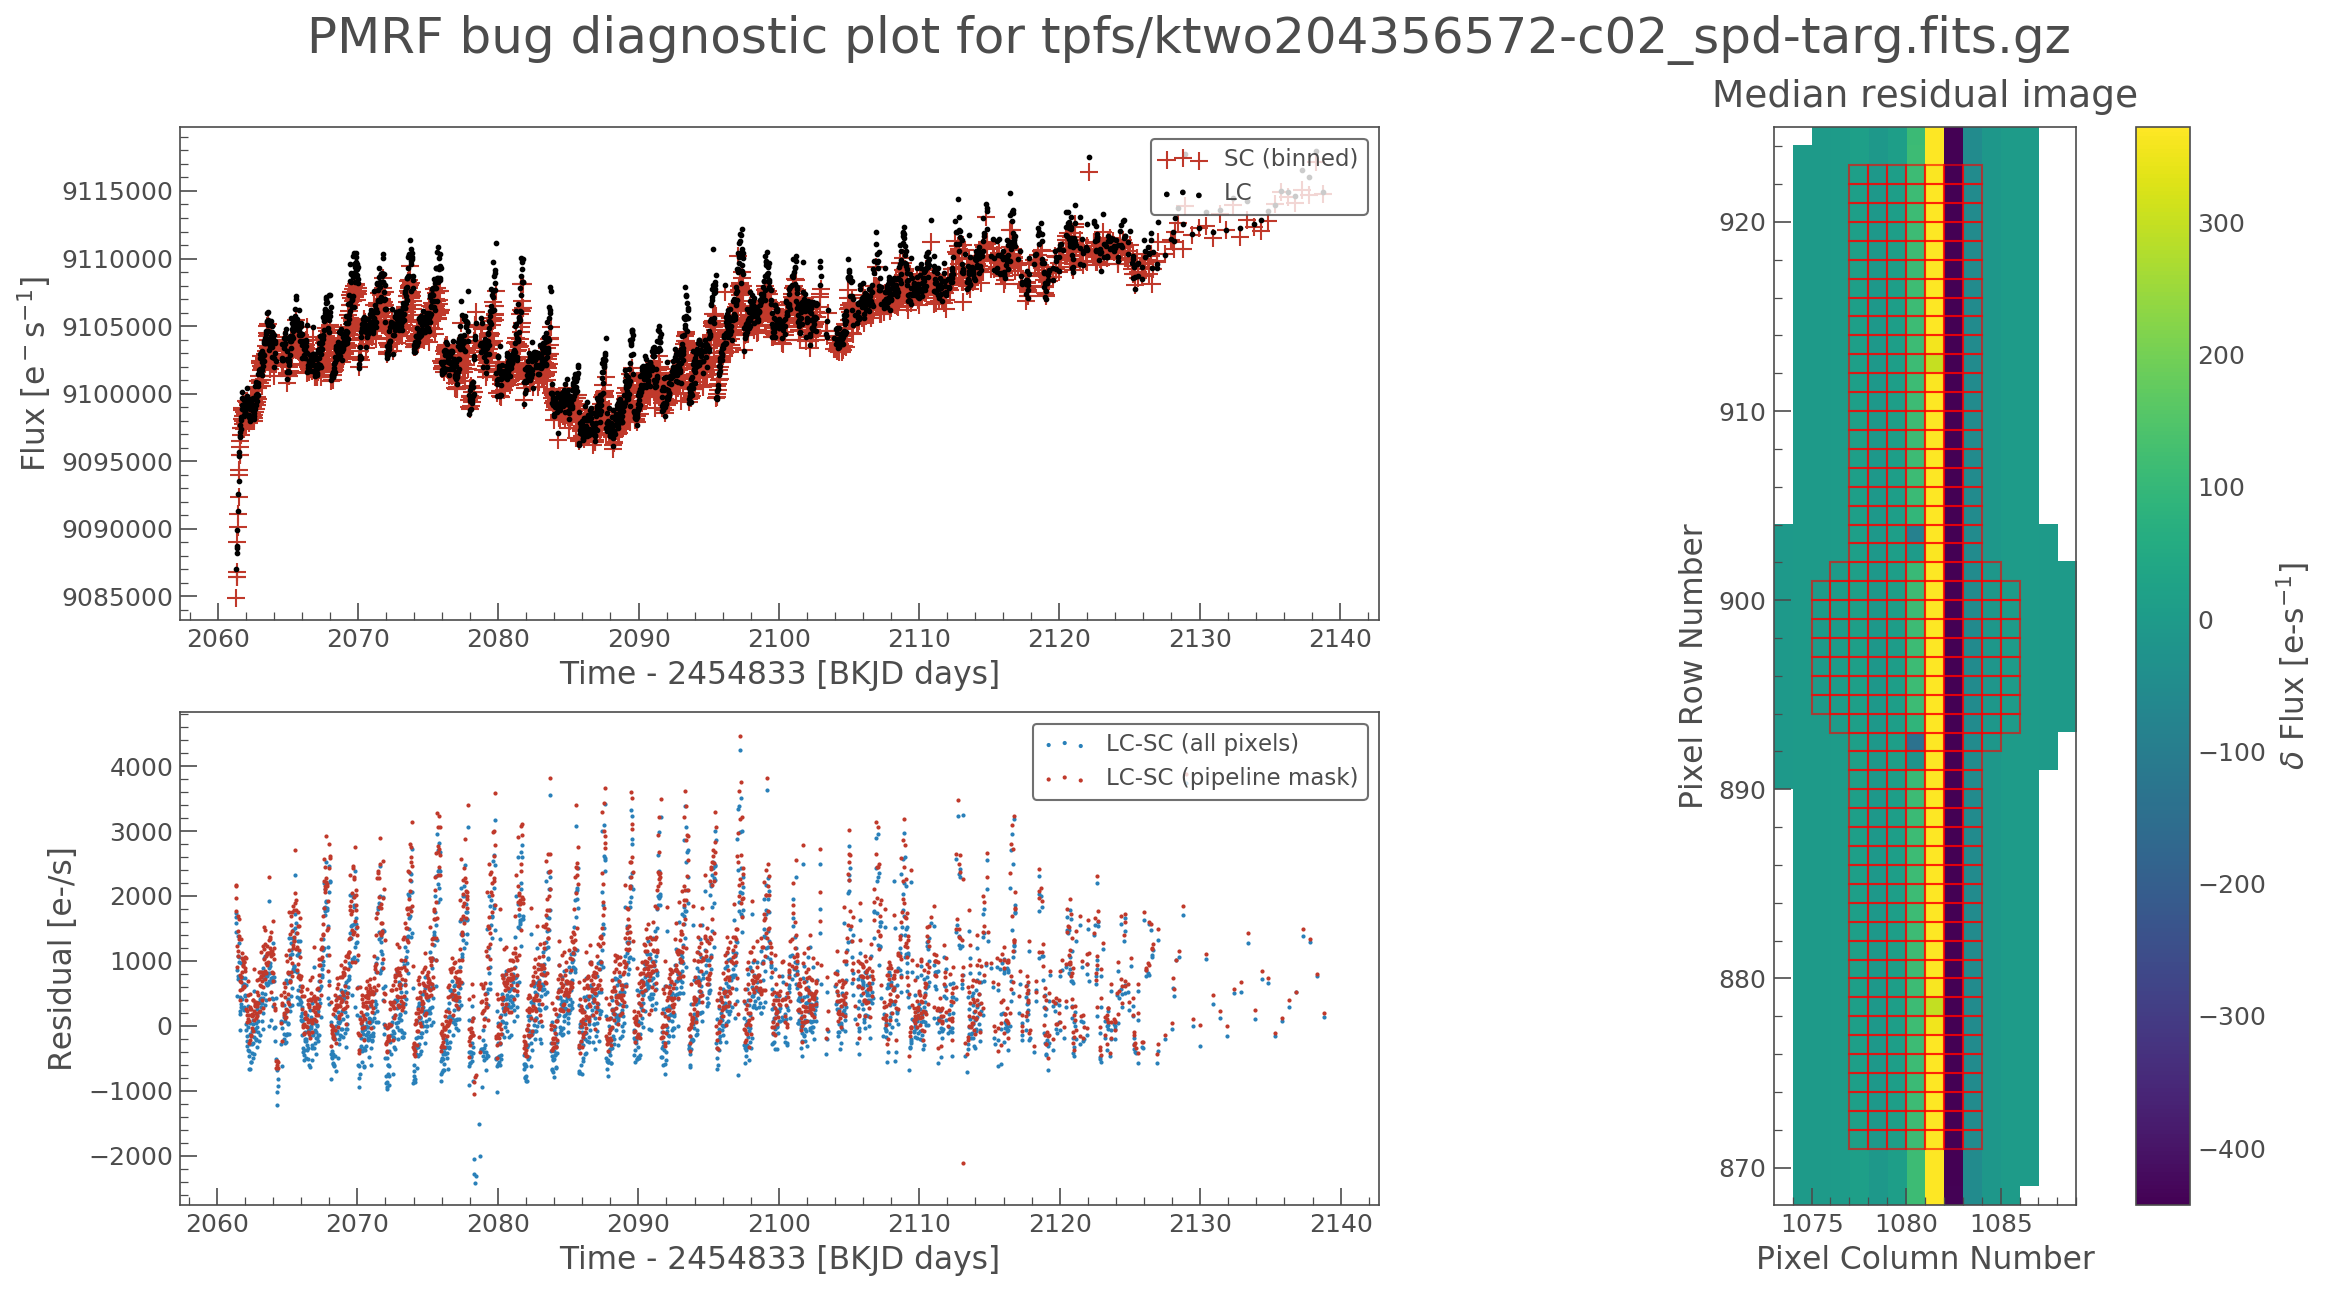 PMRF bug diagnostic plot for tpfs/ktwo204356572-c02_spd-targ.fits.gz
Flux [e⁻ s⁻¹]
9115000
9110000
9105000
9100000
9095000
9090000
9085000
SC (binned)
LC
2060 2070 2080 2090 2100 2110 2120 2130 2140
Time - 2454833 [BKJD days]
Residual [e-/s]
4000
3000
2000
1000
0
−1000
−2000
LC-SC (all pixels)
LC-SC (pipeline mask)
2060 2070 2080 2090 2100 2110 2120 2130 2140
Time - 2454833 [BKJD days]
Median residual image
Pixel Row Number
920
910
900
890
880
870
1075 1080 1085
Pixel Column Number
300
200
100
0
−100
−200
−300
−400
δ Flux [e-s⁻¹]